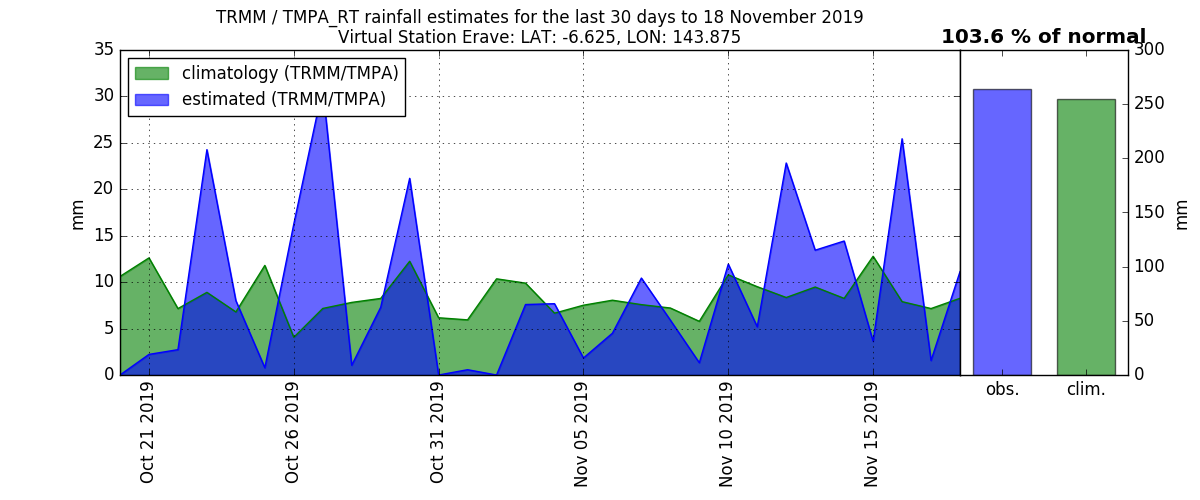 TRMM / TMPA_RT rainfall estimates for the last 30 days to 18 November 2019
Virtual Station Erave: LAT: -6.625, LON: 143.875
103.6 % of normal
climatology (TRMM/TMPA)
estimated (TRMM/TMPA)
mm
35
30
25
20
15
10
5
0
Oct 21 2019
Oct 26 2019
Oct 31 2019
Nov 05 2019
Nov 10 2019
Nov 15 2019
obs.
clim.
300
250
200
150
100
50
0
mm